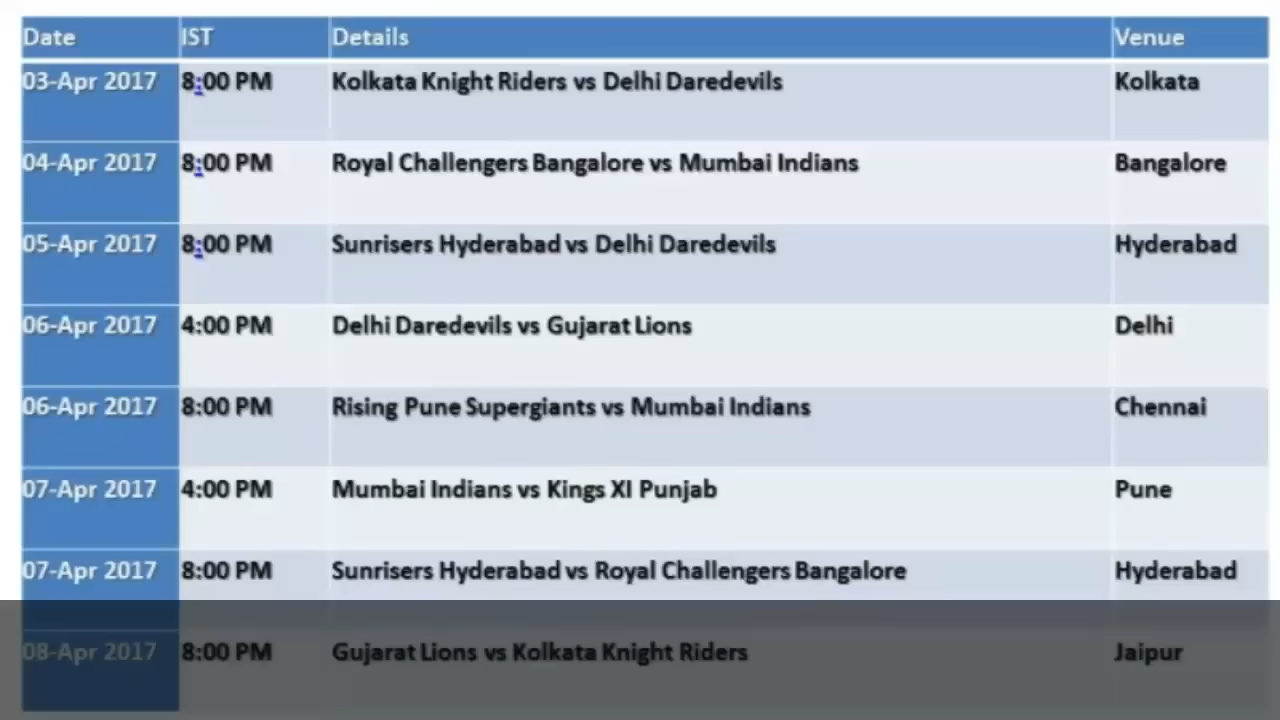 Date IST Details Venue
03-Apr 2017 8:00 PM Kolkata Knight Riders vs Delhi Daredevils Kolkata
04-Apr 2017 8:00 PM Royal Challengers Bangalore vs Mumbai Indians Bangalore
05-Apr 2017 8:00 PM Sunrisers Hyderabad vs Delhi Daredevils Hyderabad
06-Apr 2017 4:00 PM Delhi Daredevils vs Gujarat Lions Delhi
06-Apr 2017 8:00 PM Rising Pune Supergiants vs Mumbai Indians Chennai
07-Apr 2017 4:00 PM Mumbai Indians vs Kings XI Punjab Pune
07-Apr 2017 8:00 PM Sunrisers Hyderabad vs Royal Challengers Bangalore Hyderabad
08-Apr 2017 8:00 PM Gujarat Lions vs Kolkata Knight Riders Jaipur